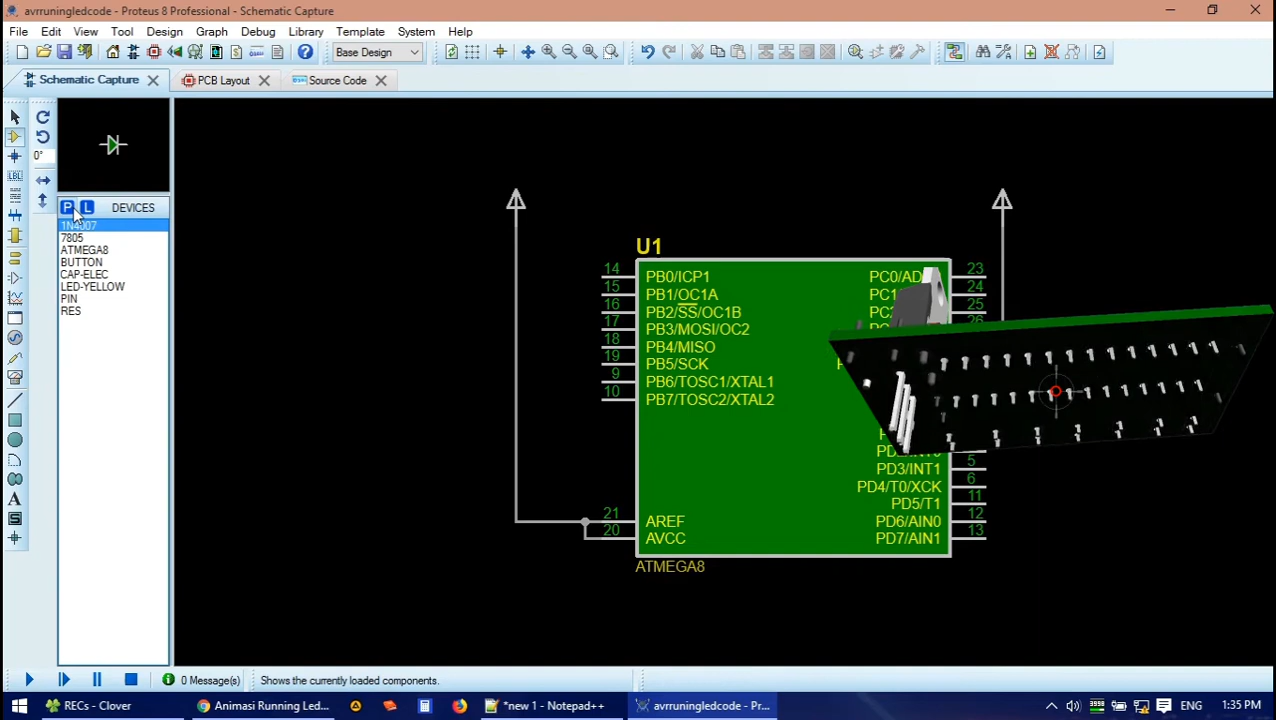 avrruningledcode - Proteus 8 Professional - Schematic Capture
File Edit View Tool Design Graph Debug Library Template System Help
Base Design
Schematic Capture
PCB Layout
Source Code
0°
LBL
P L DEVICES
1N4007
7805
ATMEGA8
BUTTON
CAP-ELEC
LED-YELLOW
PIN
RES
A
S
U1
14 PB0/ICP1
15 PB1/OC1A
16 PB2/SS/OC1B
17 PB3/MOSI/OC2
18 PB4/MISO
19 PB5/SCK
9 PB6/TOSC1/XTAL1
10 PB7/TOSC2/XTAL2
21 AREF
20 AVCC
PC0/AD 23
24
25
5
PD3/INT1
PD4/T0/XCK 6
PD5/T1 11
PD6/AIN0 12
PD7/AIN1 13
ATMEGA8
0 Message(s) Shows the currently loaded components.
RECs - Clover
Animasi Running Led...
*new 1 - Notepad++
avrruningledcode - Pr...
ENG
1:35 PM